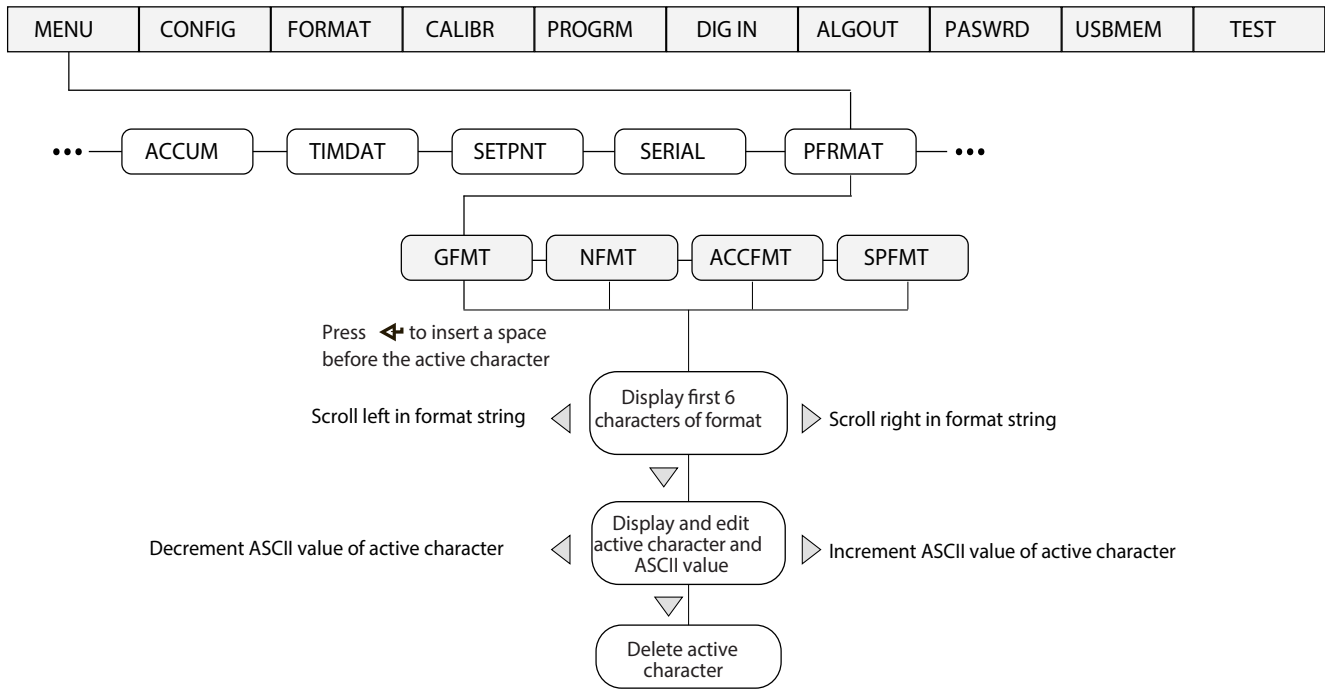 MENU CONFIG FORMAT CALIBR PROGRM DIG IN ALGOUT PASWRD USBMEM TEST
••• ACCUM TIMDAT SETPNT SERIAL PFRMAT •••
GFMT NFMT ACCFMT SPFMT
Press to insert a space
before the active character
Display first 6
characters of format
Scroll left in format string
Scroll right in format string
Display and edit
active character and
ASCII value
Decrement ASCII value of active character
Increment ASCII value of active character
Delete active
character